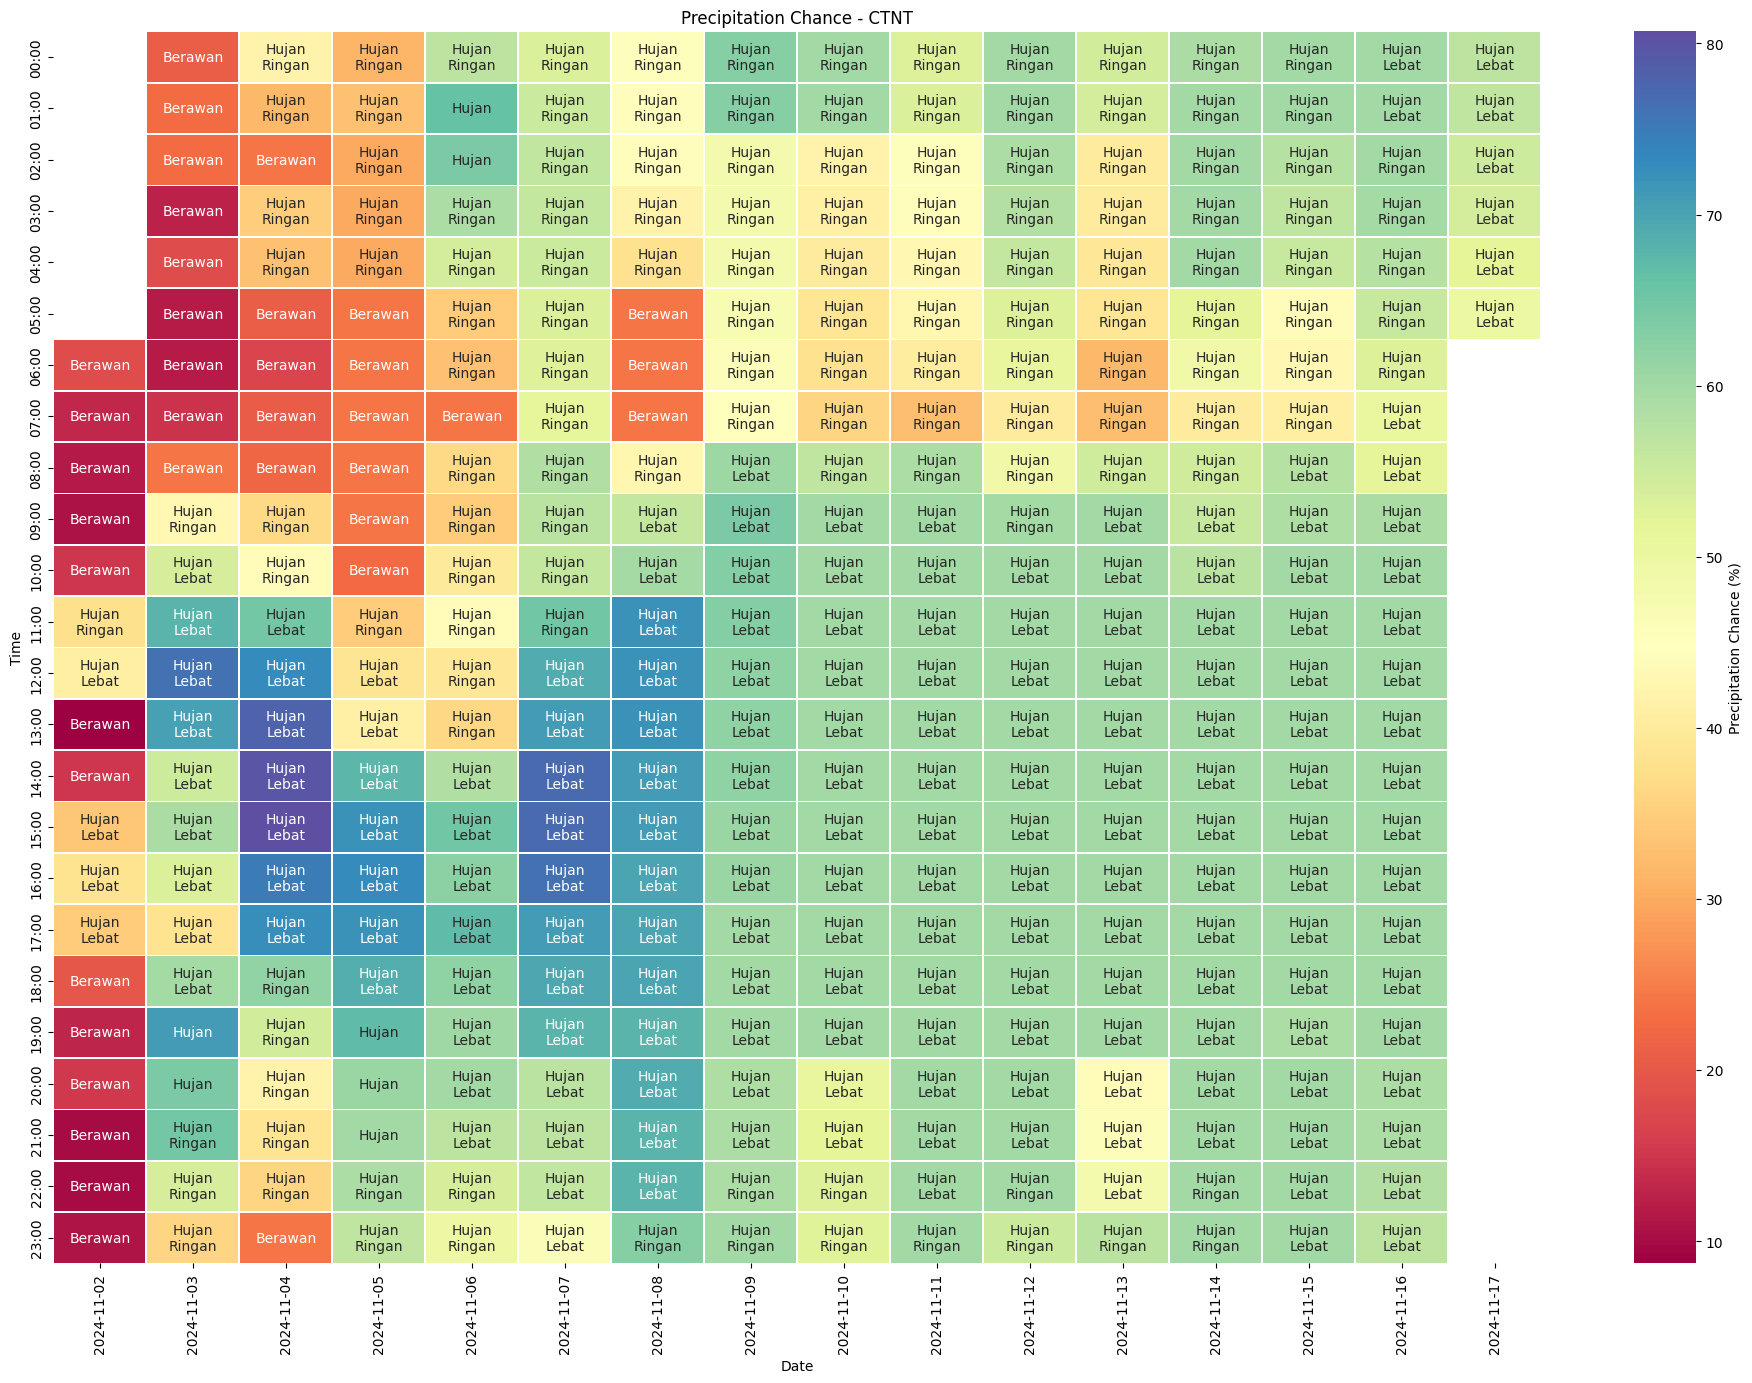 Precipitation Chance - CTNT
00:00 Berawan Hujan Ringan Hujan Ringan Hujan Ringan Hujan Ringan Hujan Ringan Hujan Ringan Hujan Ringan Hujan Ringan Hujan Ringan Hujan Ringan Hujan Ringan Hujan Ringan Hujan Lebat Hujan Lebat
01:00 Berawan Hujan Ringan Hujan Ringan Hujan Hujan Ringan Hujan Ringan Hujan Ringan Hujan Ringan Hujan Ringan Hujan Ringan Hujan Ringan Hujan Ringan Hujan Ringan Hujan Lebat Hujan Lebat
02:00 Berawan Berawan Hujan Ringan Hujan Hujan Ringan Hujan Ringan Hujan Ringan Hujan Ringan Hujan Ringan Hujan Ringan Hujan Ringan Hujan Ringan Hujan Ringan Hujan Ringan Hujan Lebat
03:00 Berawan Hujan Ringan Hujan Ringan Hujan Ringan Hujan Ringan Hujan Ringan Hujan Ringan Hujan Ringan Hujan Ringan Hujan Ringan Hujan Ringan Hujan Ringan Hujan Ringan Hujan Ringan Hujan Lebat
04:00 Berawan Hujan Ringan Hujan Ringan Hujan Ringan Hujan Ringan Hujan Ringan Hujan Ringan Hujan Ringan Hujan Ringan Hujan Ringan Hujan Ringan Hujan Ringan Hujan Ringan Hujan Ringan Hujan Lebat
05:00 Berawan Berawan Berawan Hujan Ringan Hujan Ringan Berawan Hujan Ringan Hujan Ringan Hujan Ringan Hujan Ringan Hujan Ringan Hujan Ringan Hujan Ringan Hujan Ringan Hujan Lebat
06:00 Berawan Berawan Berawan Berawan Hujan Ringan Hujan Ringan Berawan Hujan Ringan Hujan Ringan Hujan Ringan Hujan Ringan Hujan Ringan Hujan Ringan Hujan Ringan Hujan Ringan
07:00 Berawan Berawan Berawan Berawan Berawan Hujan Ringan Berawan Hujan Ringan Hujan Ringan Hujan Ringan Hujan Ringan Hujan Ringan Hujan Ringan Hujan Ringan Hujan Lebat
08:00 Berawan Berawan Berawan Berawan Hujan Ringan Hujan Ringan Hujan Ringan Hujan Lebat Hujan Ringan Hujan Ringan Hujan Ringan Hujan Ringan Hujan Ringan Hujan Lebat Hujan Lebat
09:00 Berawan Hujan Ringan Hujan Ringan Berawan Hujan Ringan Hujan Ringan Hujan Lebat Hujan Lebat Hujan Lebat Hujan Lebat Hujan Ringan Hujan Lebat Hujan Lebat Hujan Lebat Hujan Lebat
10:00 Berawan Hujan Lebat Hujan Ringan Berawan Hujan Ringan Hujan Ringan Hujan Lebat Hujan Lebat Hujan Lebat Hujan Lebat Hujan Lebat Hujan Lebat Hujan Lebat Hujan Lebat Hujan Lebat
11:00 Hujan Ringan Hujan Lebat Hujan Lebat Hujan Ringan Hujan Ringan Hujan Ringan Hujan Lebat Hujan Lebat Hujan Lebat Hujan Lebat Hujan Lebat Hujan Lebat Hujan Lebat Hujan Lebat Hujan Lebat
12:00 Hujan Lebat Hujan Lebat Hujan Lebat Hujan Lebat Hujan Ringan Hujan Lebat Hujan Lebat Hujan Lebat Hujan Lebat Hujan Lebat Hujan Lebat Hujan Lebat Hujan Lebat Hujan Lebat Hujan Lebat
13:00 Berawan Hujan Lebat Hujan Lebat Hujan Lebat Hujan Ringan Hujan Lebat Hujan Lebat Hujan Lebat Hujan Lebat Hujan Lebat Hujan Lebat Hujan Lebat Hujan Lebat Hujan Lebat Hujan Lebat
14:00 Berawan Hujan Lebat Hujan Lebat Hujan Lebat Hujan Lebat Hujan Lebat Hujan Lebat Hujan Lebat Hujan Lebat Hujan Lebat Hujan Lebat Hujan Lebat Hujan Lebat Hujan Lebat Hujan Lebat
15:00 Hujan Lebat Hujan Lebat Hujan Lebat Hujan Lebat Hujan Lebat Hujan Lebat Hujan Lebat Hujan Lebat Hujan Lebat Hujan Lebat Hujan Lebat Hujan Lebat Hujan Lebat Hujan Lebat Hujan Lebat
16:00 Hujan Lebat Hujan Lebat Hujan Lebat Hujan Lebat Hujan Lebat Hujan Lebat Hujan Lebat Hujan Lebat Hujan Lebat Hujan Lebat Hujan Lebat Hujan Lebat Hujan Lebat Hujan Lebat Hujan Lebat
17:00 Hujan Lebat Hujan Lebat Hujan Lebat Hujan Lebat Hujan Lebat Hujan Lebat Hujan Lebat Hujan Lebat Hujan Lebat Hujan Lebat Hujan Lebat Hujan Lebat Hujan Lebat Hujan Lebat Hujan Lebat
18:00 Berawan Hujan Lebat Hujan Ringan Hujan Lebat Hujan Lebat Hujan Lebat Hujan Lebat Hujan Lebat Hujan Lebat Hujan Lebat Hujan Lebat Hujan Lebat Hujan Lebat Hujan Lebat Hujan Lebat
19:00 Berawan Hujan Hujan Ringan Hujan Hujan Lebat Hujan Lebat Hujan Lebat Hujan Lebat Hujan Lebat Hujan Lebat Hujan Lebat Hujan Lebat Hujan Lebat Hujan Lebat Hujan Lebat
20:00 Berawan Hujan Hujan Ringan Hujan Hujan Lebat Hujan Lebat Hujan Lebat Hujan Lebat Hujan Lebat Hujan Lebat Hujan Lebat Hujan Lebat Hujan Lebat Hujan Lebat Hujan Lebat
21:00 Berawan Hujan Ringan Hujan Ringan Hujan Hujan Lebat Hujan Lebat Hujan Lebat Hujan Lebat Hujan Lebat Hujan Lebat Hujan Lebat Hujan Lebat Hujan Lebat Hujan Lebat Hujan Lebat
22:00 Berawan Hujan Ringan Hujan Ringan Hujan Ringan Hujan Ringan Hujan Lebat Hujan Lebat Hujan Ringan Hujan Ringan Hujan Lebat Hujan Ringan Hujan Lebat Hujan Ringan Hujan Lebat Hujan Lebat
23:00 Berawan Hujan Ringan Berawan Hujan Ringan Hujan Ringan Hujan Lebat Hujan Ringan Hujan Ringan Hujan Ringan Hujan Ringan Hujan Ringan Hujan Ringan Hujan Ringan Hujan Lebat Hujan Lebat
Time
2024-11-02
2024-11-03
2024-11-04
2024-11-05
2024-11-06
2024-11-07
2024-11-08
2024-11-09
2024-11-10
2024-11-11
2024-11-12
2024-11-13
2024-11-14
2024-11-15
2024-11-16
2024-11-17
Date
80
70
60
50
40
30
20
10
Precipitation Chance (%)